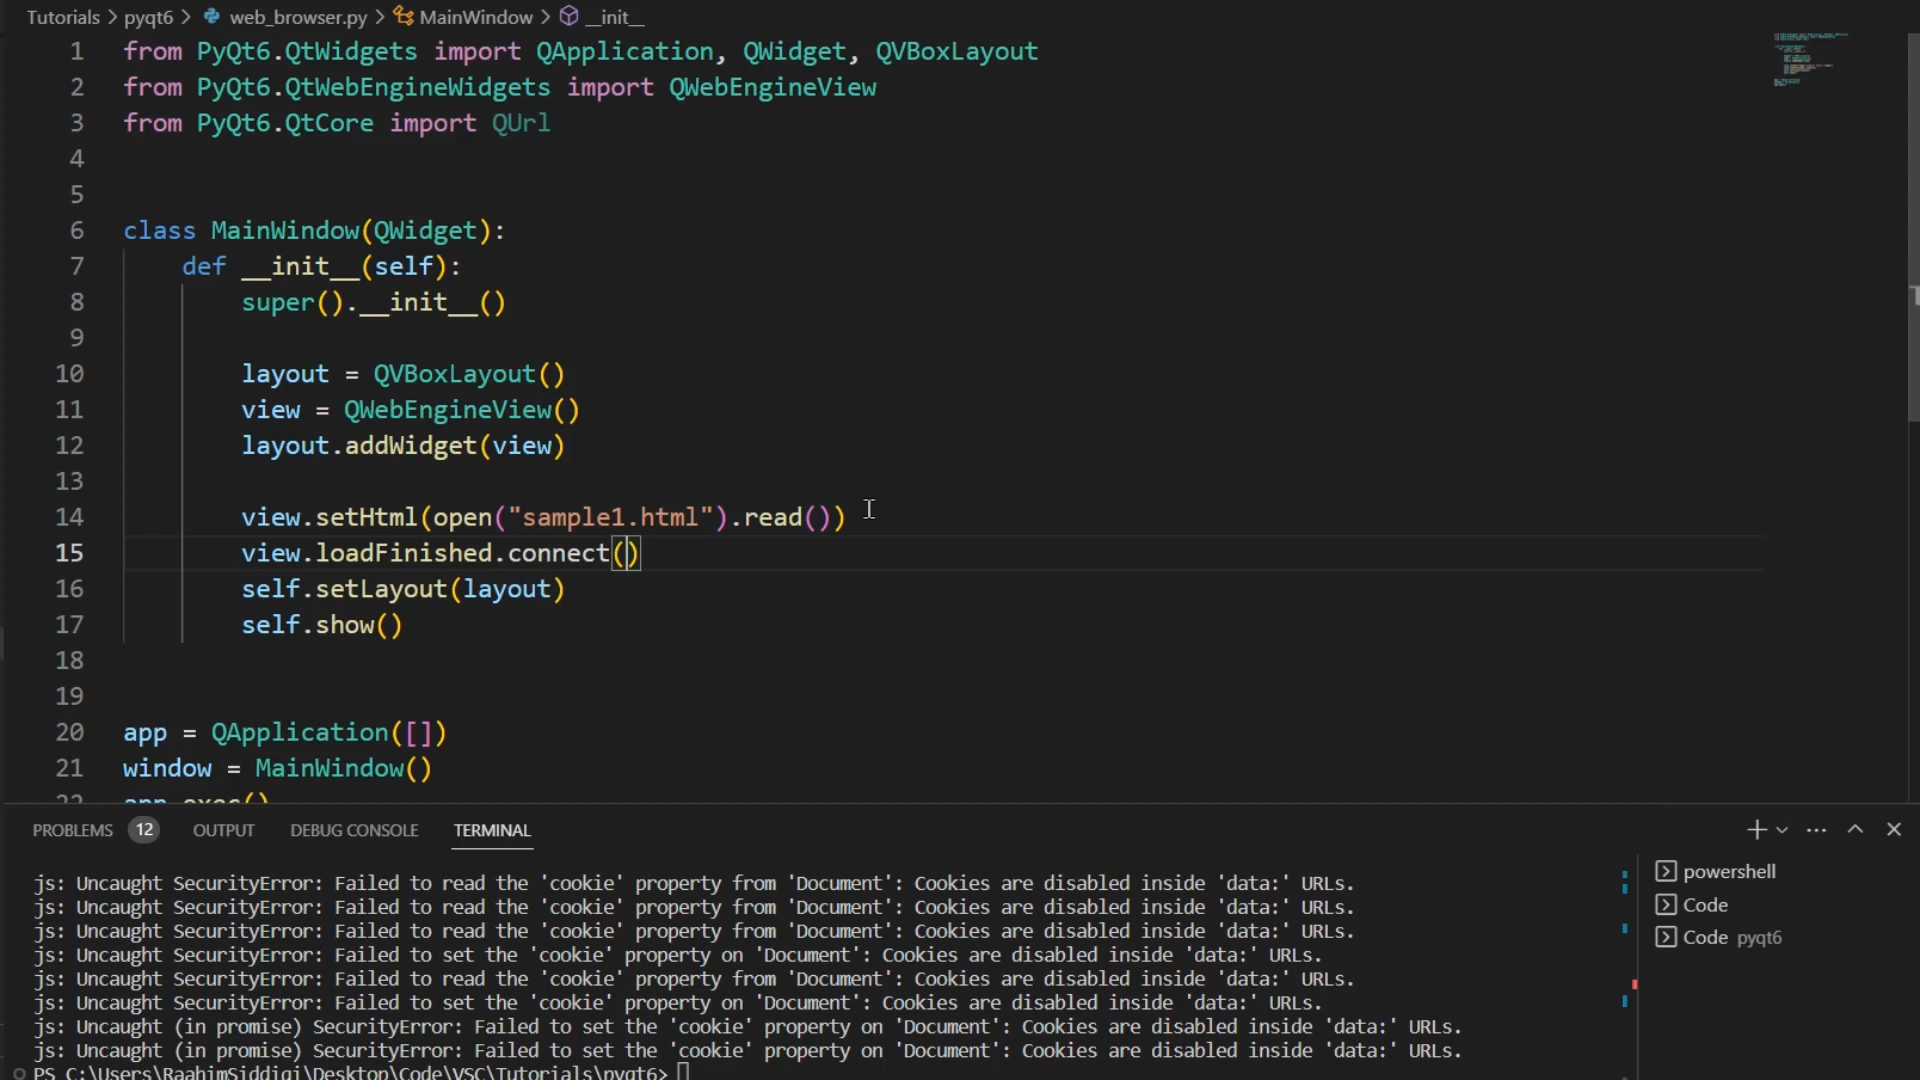 Tutorials > pyqt6 > web_browser.py > MainWindow > __init__
1 from PyQt6.QtWidgets import QApplication, QWidget, QVBoxLayout
2 from PyQt6.QtWebEngineWidgets import QWebEngineView
3 from PyQt6.QtCore import QUrl
4
5
6 class MainWindow(QWidget):
7     def __init__(self):
8         super().__init__()
9
10         layout = QVBoxLayout()
11         view = QWebEngineView()
12         layout.addWidget(view)
13
14         view.setHtml(open("sample1.html").read())
15         view.loadFinished.connect()
16         self.setLayout(layout)
17         self.show()
18
19
20 app = QApplication([])
21 window = MainWindow()
22 app.exec()
PROBLEMS 12 OUTPUT DEBUG CONSOLE TERMINAL
js: Uncaught SecurityError: Failed to read the 'cookie' property from 'Document': Cookies are disabled inside 'data:' URLs.
js: Uncaught SecurityError: Failed to read the 'cookie' property from 'Document': Cookies are disabled inside 'data:' URLs.
js: Uncaught SecurityError: Failed to read the 'cookie' property from 'Document': Cookies are disabled inside 'data:' URLs.
js: Uncaught SecurityError: Failed to set the 'cookie' property on 'Document': Cookies are disabled inside 'data:' URLs.
js: Uncaught SecurityError: Failed to read the 'cookie' property from 'Document': Cookies are disabled inside 'data:' URLs.
js: Uncaught SecurityError: Failed to set the 'cookie' property on 'Document': Cookies are disabled inside 'data:' URLs.
js: Uncaught (in promise) SecurityError: Failed to set the 'cookie' property on 'Document': Cookies are disabled inside 'data:' URLs.
js: Uncaught (in promise) SecurityError: Failed to set the 'cookie' property on 'Document': Cookies are disabled inside 'data:' URLs.
PS C:\Users\RaahimSiddiqi\Desktop\Code\VSC\Tutorials\pyqt6>
powershell
Code
Code pyqt6